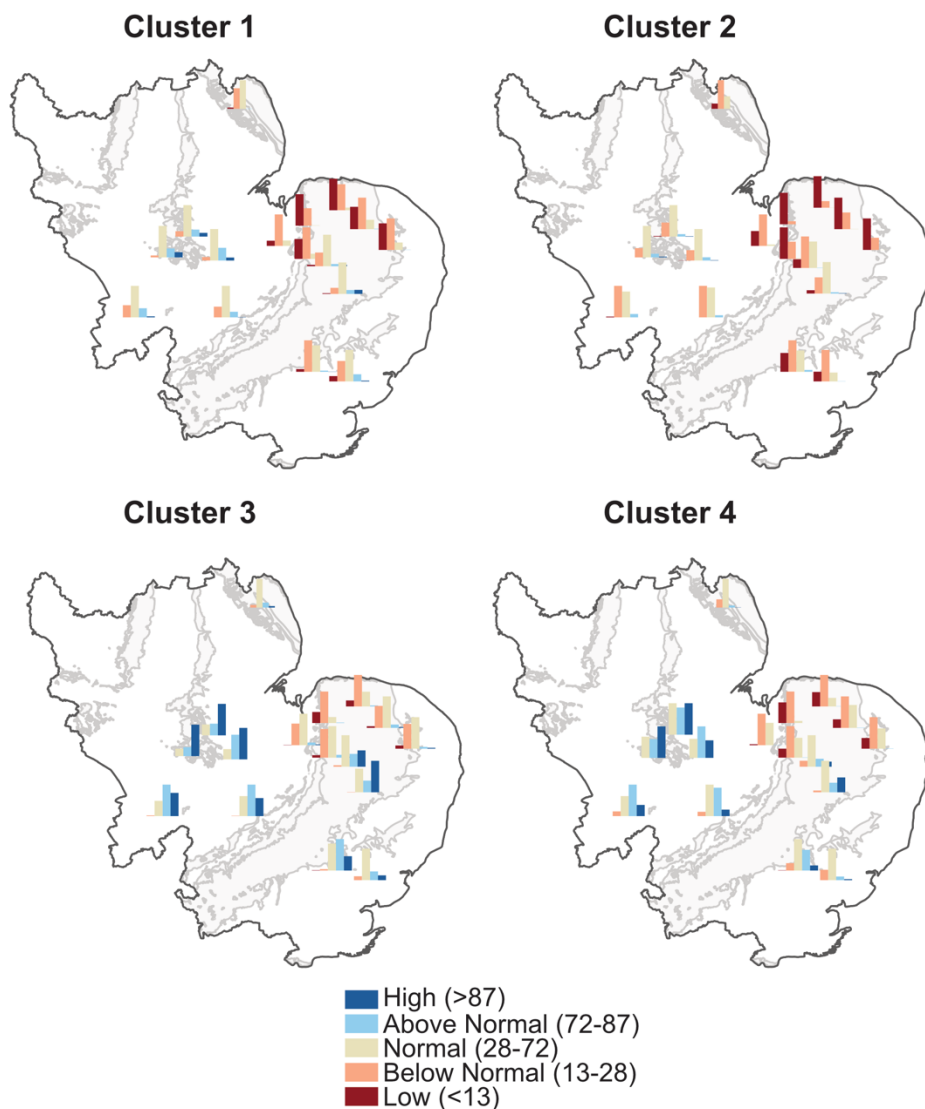 Cluster 1
Cluster 2
Cluster 3
Cluster 4
High (>87)
Above Normal (72-87)
Normal (28-72)
Below Normal (13-28)
Low (<13)